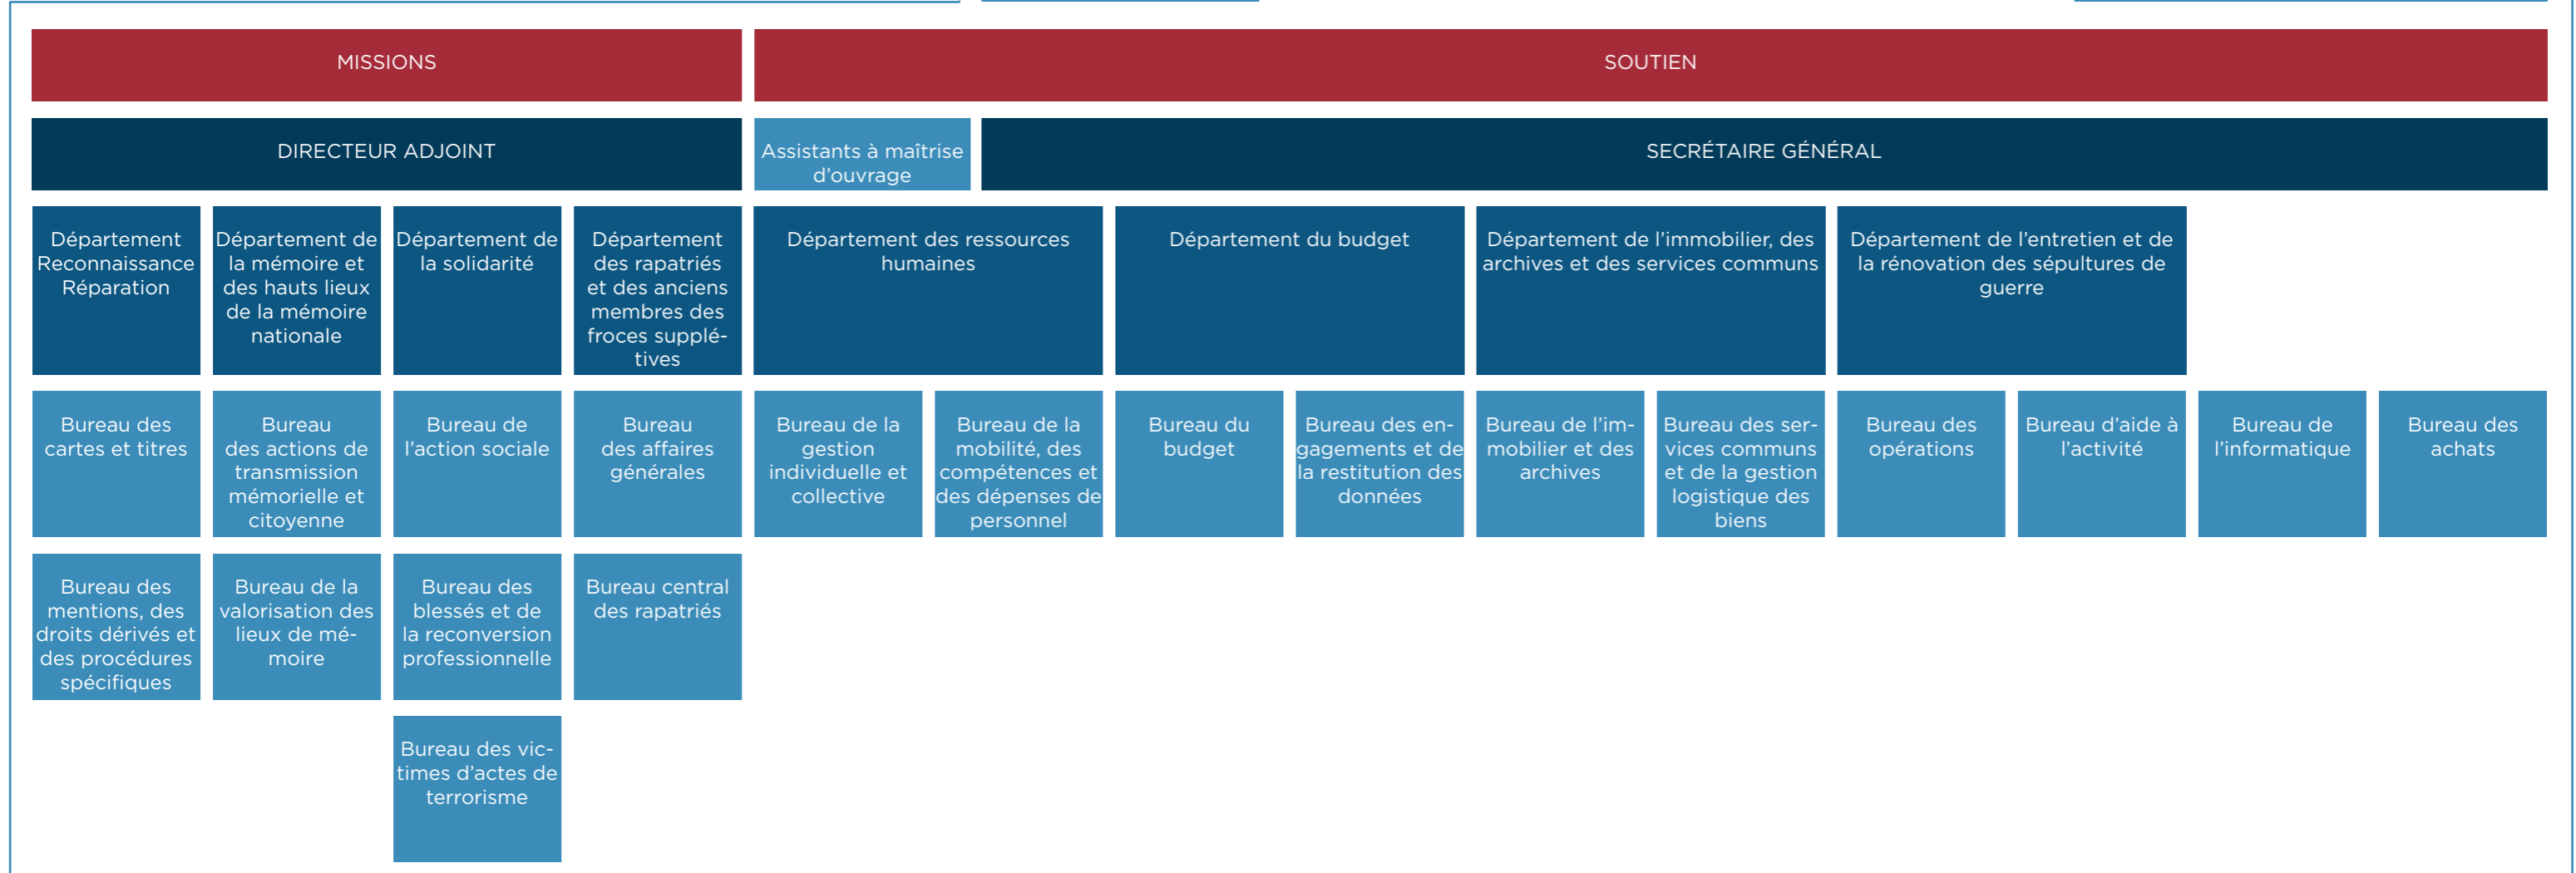 MISSIONS
SOUTIEN
DIRECTEUR ADJOINT
Assistants à maîtrise
d’ouvrage
SECRÉTAIRE GÉNÉRAL
Département
Reconnaissance
Réparation
Département de
la mémoire et
des hauts lieux
de la mémoire
nationale
Département de
la solidarité
Département
des rapatriés
et des anciens
membres des
froces supplé-
tives
Département des ressources
humaines
Département du budget
Département de l’immobilier, des
archives et des services communs
Département de l’entretien et de
la rénovation des sépultures de
guerre
Bureau des
cartes et titres
Bureau
des actions de
transmission
mémorielle et
citoyenne
Bureau de
l’action sociale
Bureau
des affaires
générales
Bureau de la
gestion
individuelle et
collective
Bureau de la
mobilité, des
compétences et
des dépenses de
personnel
Bureau du
budget
Bureau des en-
gagements et de
la restitution des
données
Bureau de l’im-
mobilier et des
archives
Bureau des ser-
vices communs
et de la gestion
logistique des
biens
Bureau des
opérations
Bureau d’aide à
l’activité
Bureau de
l’informatique
Bureau des
achats
Bureau des
mentions, des
droits dérivés et
des procédures
spécifiques
Bureau de la
valorisation des
lieux de mé-
moire
Bureau des
blessés et de
la reconversion
professionnelle
Bureau central
des rapatriés
Bureau des vic-
times d’actes de
terrorisme